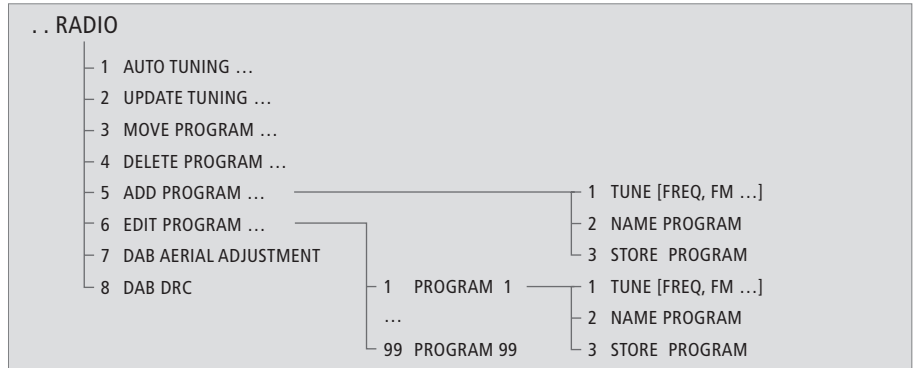 . . RADIO
1 AUTO TUNING …
2 UPDATE TUNING …
3 MOVE PROGRAM …
4 DELETE PROGRAM …
5 ADD PROGRAM …
1 TUNE [FREQ, FM …]
2 NAME PROGRAM
3 STORE PROGRAM
6 EDIT PROGRAM …
7 DAB AERIAL ADJUSTMENT
8 DAB DRC
1 PROGRAM 1
…
99 PROGRAM 99
1 TUNE [FREQ, FM …]
2 NAME PROGRAM
3 STORE PROGRAM